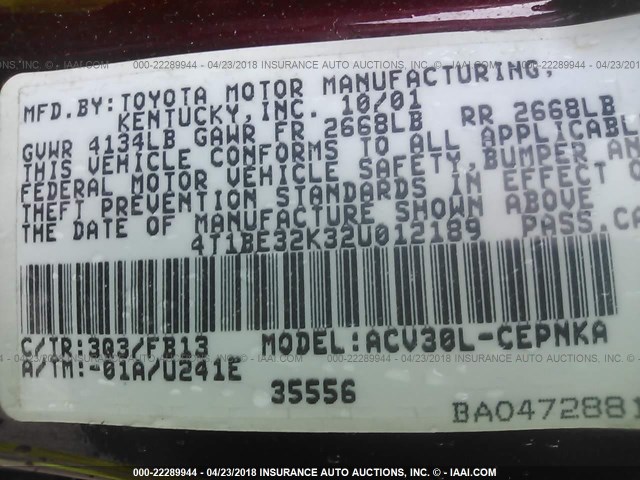 000-22289944 - 04/23/2018 INSURANCE AUTO AUCTIONS, INC. - © IAAI.COM
MFD.BY:TOYOTA MOTOR MANUFACTURING,
KENTUCKY,INC. 10/01
GVWR 4134LB GAWR FR 2668LB RR 2668LB
THIS VEHICLE CONFORMS TO ALL APPLICABL
FEDERAL MOTOR VEHICLE SAFETY,BUMPER AN
THEFT PREVENTION STANDARDS IN EFFECT O
THE DATE OF MANUFACTURE SHOWN ABOVE
4T1BE32K32U012189 PASS.CA
C/TR:3Q3/FB13 MODEL:ACV30L-CEPNKA
A/TM:-01A/U241E
35556
BA0472881
000-22289944 - 04/23/2018 INSURANCE AUTO AUCTIONS, INC. - © IAAI.COM